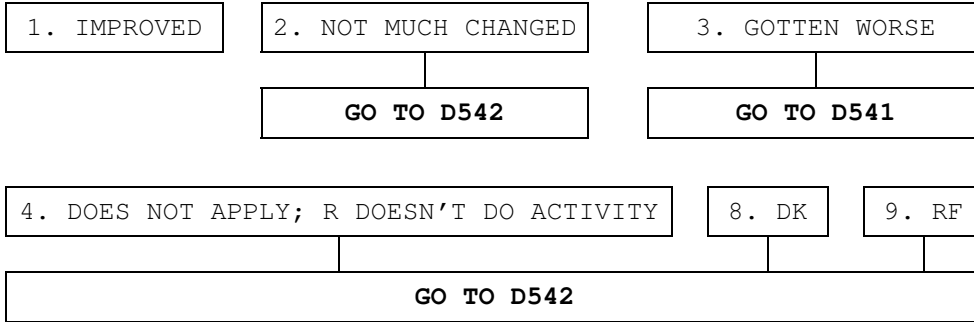 1. IMPROVED 2. NOT MUCH CHANGED 3. GOTTEN WORSE
GO TO D542 GO TO D541
4. DOES NOT APPLY; R DOESN’T DO ACTIVITY 8. DK 9. RF
GO TO D542